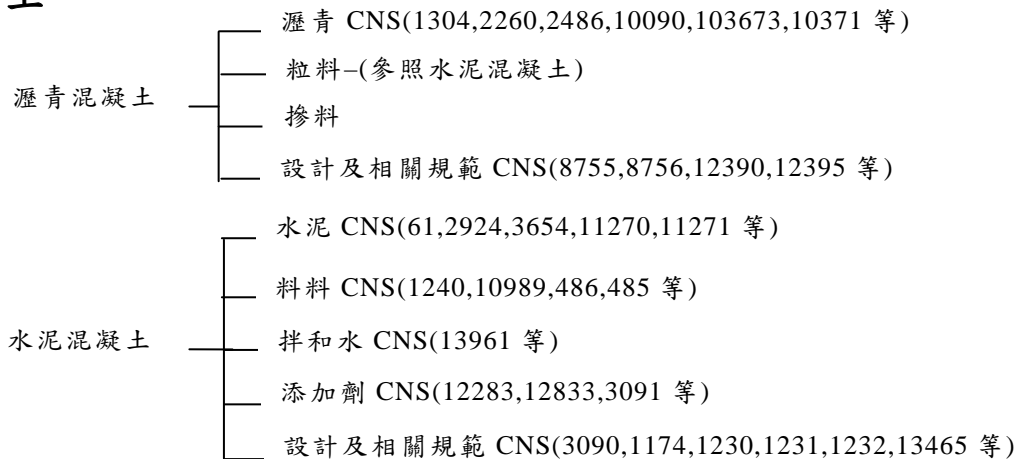 瀝青 CNS(1304,2260,2486,10090,103673,10371 等)
粒料–(參照水泥混凝土)
瀝青混凝土
摻料
設計及相關規範 CNS(8755,8756,12390,12395 等)
水泥 CNS(61,2924,3654,11270,11271 等)
料料 CNS(1240,10989,486,485 等)
水泥混凝土
拌和水 CNS(13961 等)
添加劑 CNS(12283,12833,3091 等)
設計及相關規範 CNS(3090,1174,1230,1231,1232,13465 等)